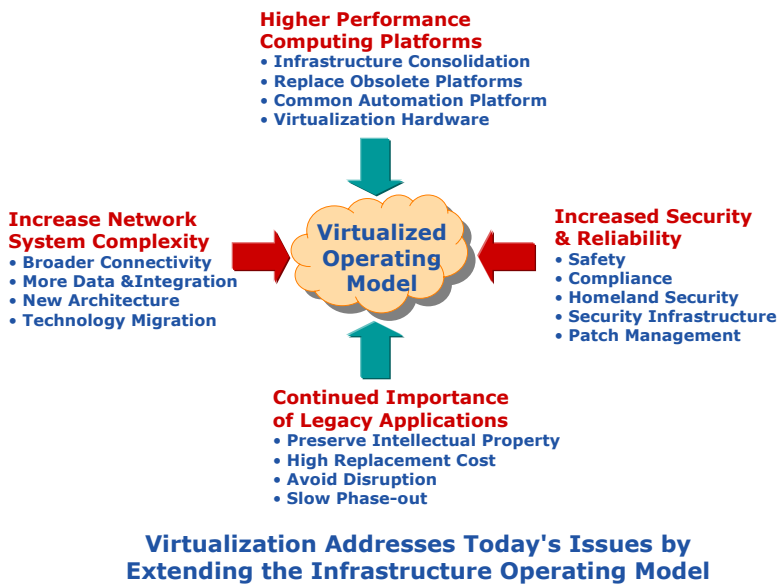 Higher Performance
Computing Platforms
• Infrastructure Consolidation
• Replace Obsolete Platforms
• Common Automation Platform
• Virtualization Hardware
Increase Network
System Complexity
• Broader Connectivity
• More Data &Integration
• New Architecture
• Technology Migration
Virtualized
Operating
Model
Increased Security
& Reliability
• Safety
• Compliance
• Homeland Security
• Security Infrastructure
• Patch Management
Continued Importance
of Legacy Applications
• Preserve Intellectual Property
• High Replacement Cost
• Avoid Disruption
• Slow Phase-out
Virtualization Addresses Today's Issues by
Extending the Infrastructure Operating Model